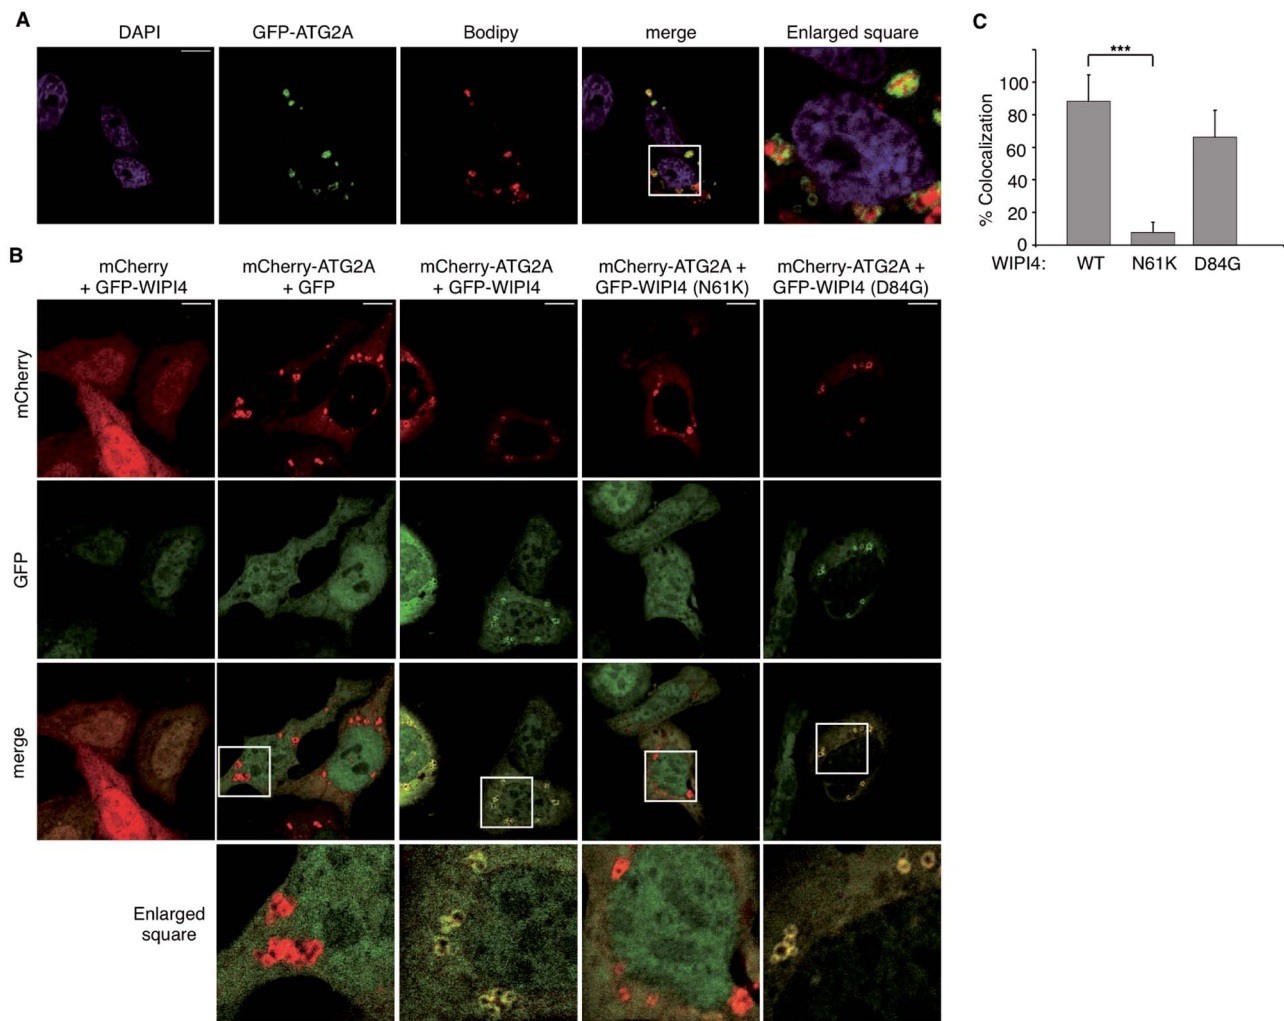 A
DAPI
GFP-ATG2A
Bodipy
merge
Enlarged square
B
mCherry
+ GFP-WIPI4
mCherry-ATG2A
+ GFP
mCherry-ATG2A
+ GFP-WIPI4
mCherry-ATG2A +
GFP-WIPI4 (N61K)
mCherry-ATG2A +
GFP-WIPI4 (D84G)
mCherry
GFP
merge
Enlarged
square
C
***
% Colocalization
100
80
60
40
20
0
WIPI4: WT N61K D84G